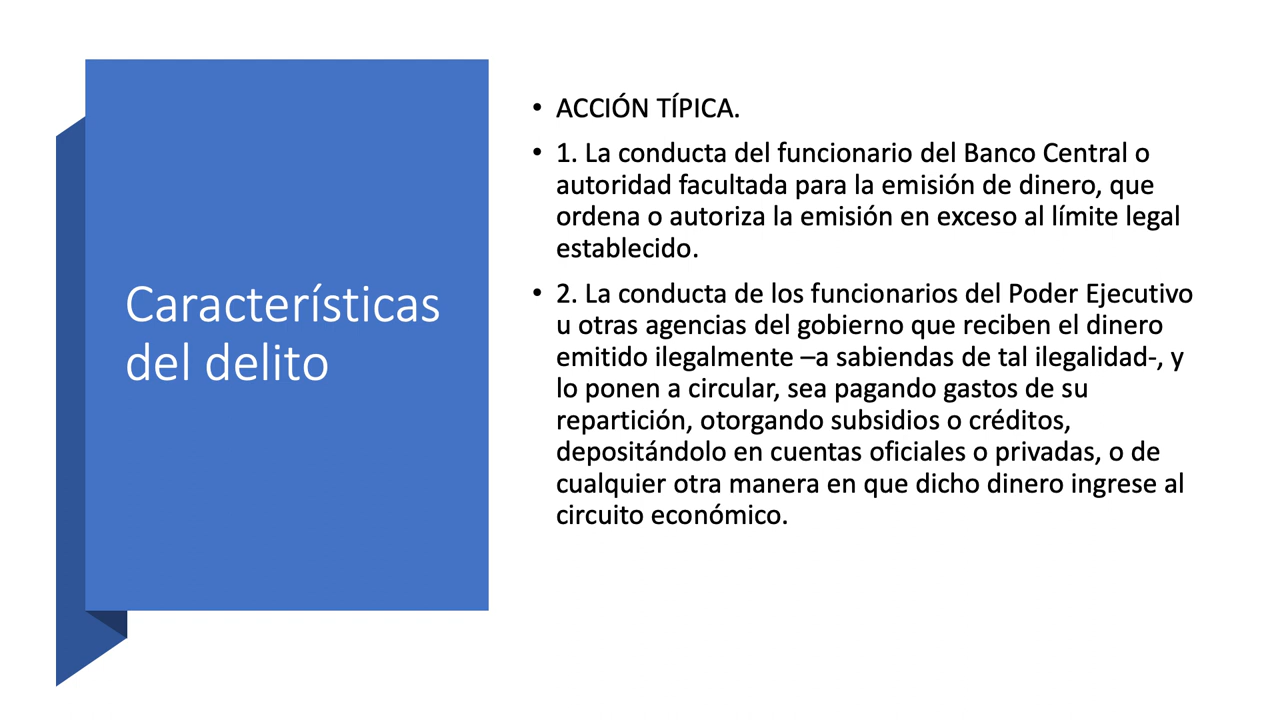 Características
del delito
• ACCIÓN TÍPICA.
• 1. La conducta del funcionario del Banco Central o
autoridad facultada para la emisión de dinero, que
ordena o autoriza la emisión en exceso al límite legal
establecido.
• 2. La conducta de los funcionarios del Poder Ejecutivo
u otras agencias del gobierno que reciben el dinero
emitido ilegalmente –a sabiendas de tal ilegalidad-, y
lo ponen a circular, sea pagando gastos de su
repartición, otorgando subsidios o créditos,
depositándolo en cuentas oficiales o privadas, o de
cualquier otra manera en que dicho dinero ingrese al
circuito económico.